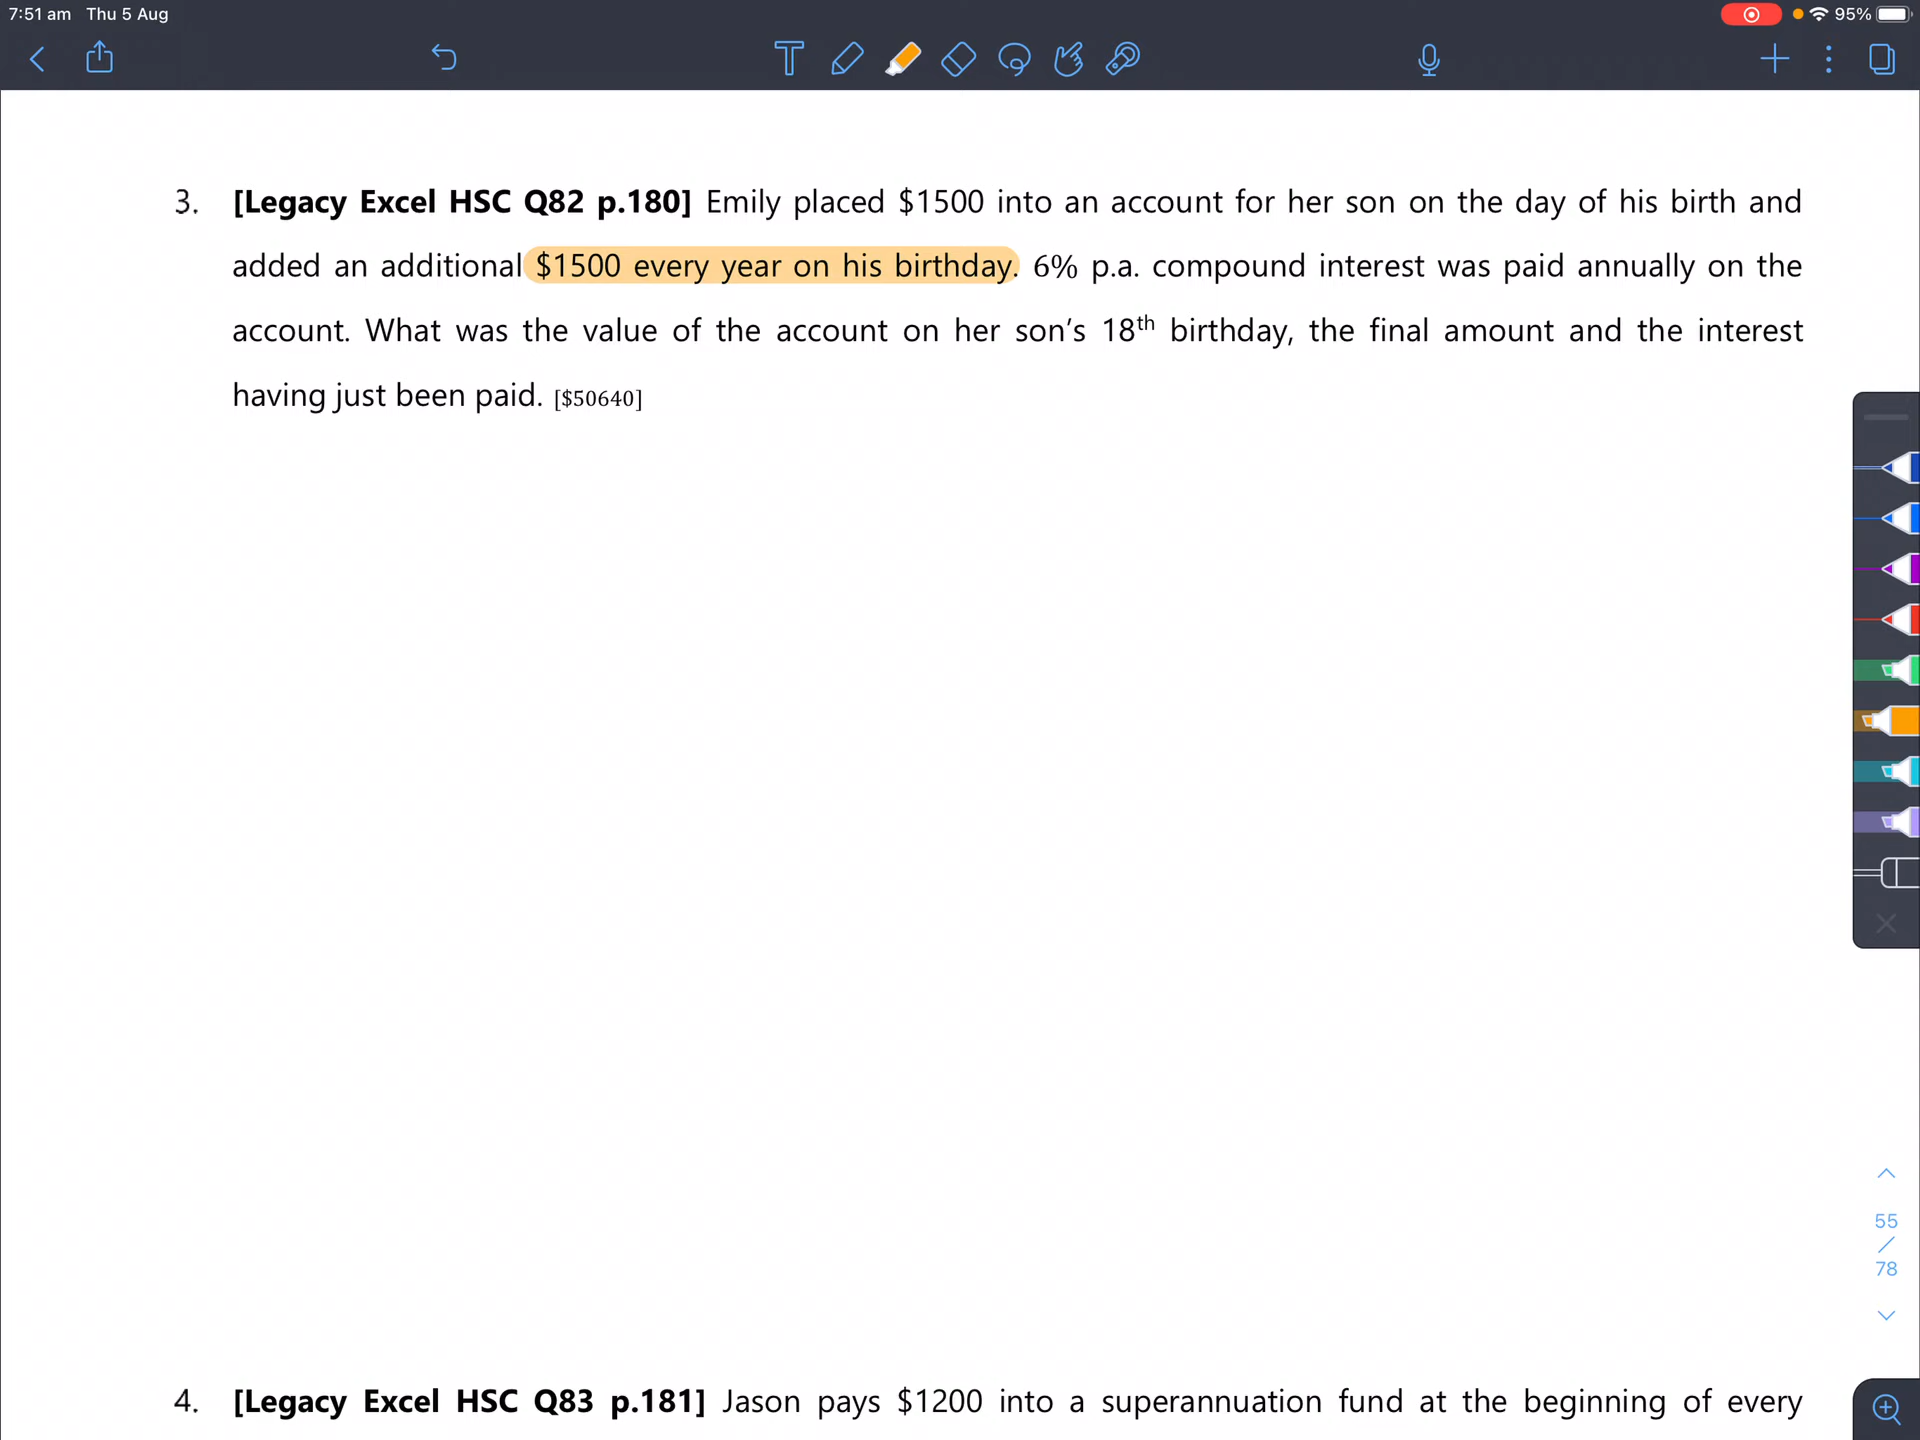 7:51 am Thu 5 Aug
95%
3. [Legacy Excel HSC Q82 p.180] Emily placed $1500 into an account for her son on the day of his birth and
added an additional $1500 every year on his birthday. 6% p.a. compound interest was paid annually on the
account. What was the value of the account on her son’s 18th birthday, the final amount and the interest
having just been paid. [$50640]
55
/
78
4. [Legacy Excel HSC Q83 p.181] Jason pays $1200 into a superannuation fund at the beginning of every